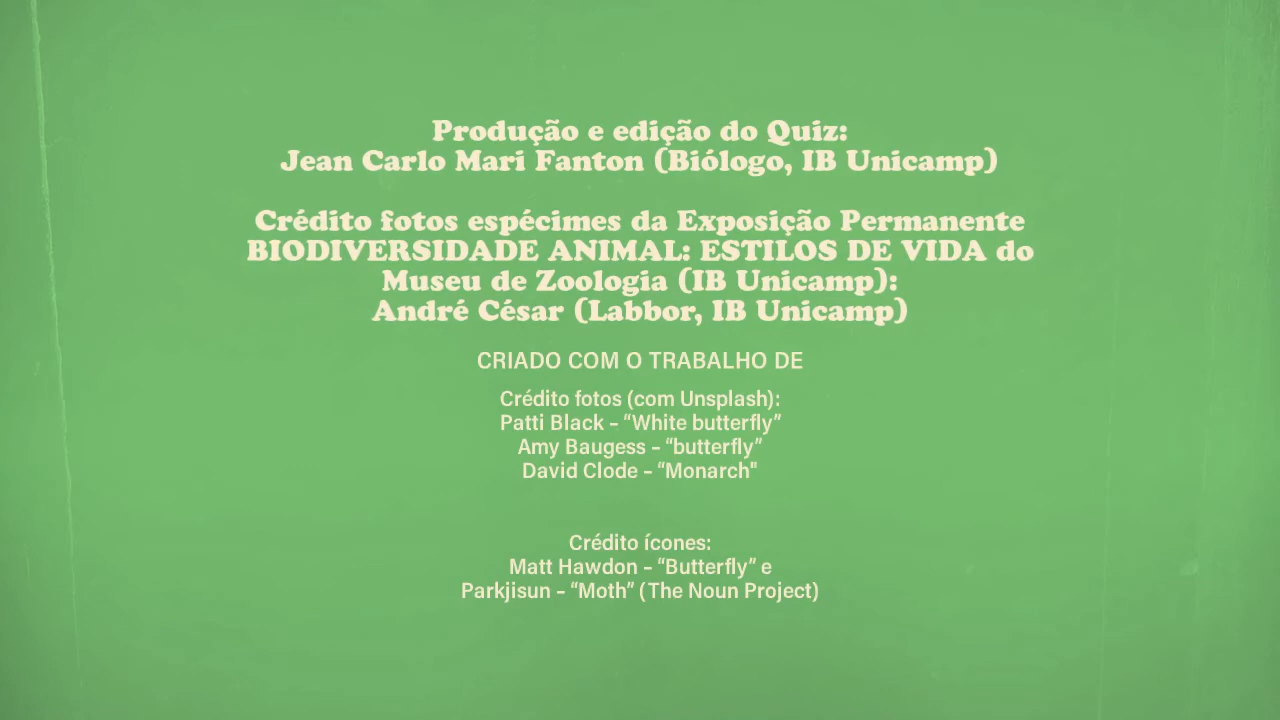 Produção e edição do Quiz:
Jean Carlo Mari Fanton (Biólogo, IB Unicamp)
Crédito fotos espécimes da Exposição Permanente
BIODIVERSIDADE ANIMAL: ESTILOS DE VIDA do
Museu de Zoologia (IB Unicamp):
André César (Labbor, IB Unicamp)
CRIADO COM O TRABALHO DE
Crédito fotos (com Unsplash):
Patti Black – “White butterfly”
Amy Baugess – “butterfly”
David Clode – “Monarch"
Crédito ícones:
Matt Hawdon – “Butterfly” e
Parkjisun – “Moth” (The Noun Project)